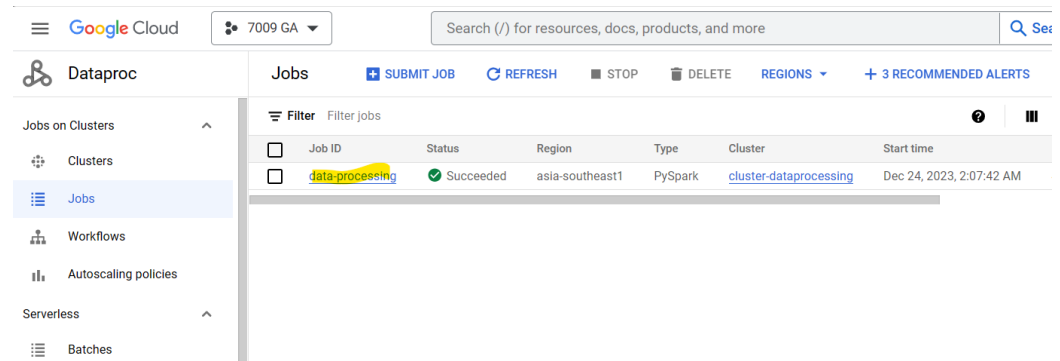 Google Cloud
7009 GA
Search (/) for resources, docs, products, and more
Sea
Dataproc
Jobs
SUBMIT JOB
REFRESH
STOP
DELETE
REGIONS
3 RECOMMENDED ALERTS
Jobs on Clusters
Clusters
Jobs
Workflows
Autoscaling policies
Serverless
Batches
Filter Filter jobs
Job ID Status Region Type Cluster Start time
data-processing Succeeded asia-southeast1 PySpark cluster-dataprocessing Dec 24, 2023, 2:07:42 AM